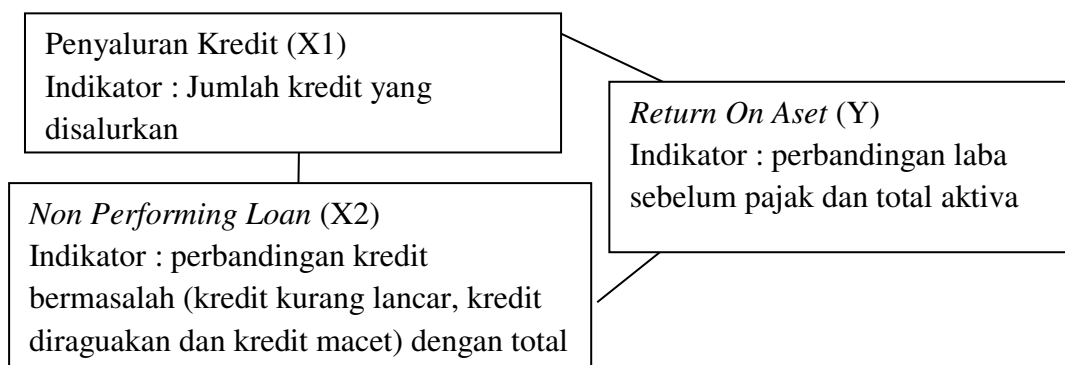 Penyaluran Kredit (X1)
Indikator : Jumlah kredit yang
disalurkan
Return On Aset (Y)
Indikator : perbandingan laba
sebelum pajak dan total aktiva
Non Performing Loan (X2)
Indikator : perbandingan kredit
bermasalah (kredit kurang lancar, kredit
diraguakan dan kredit macet) dengan total